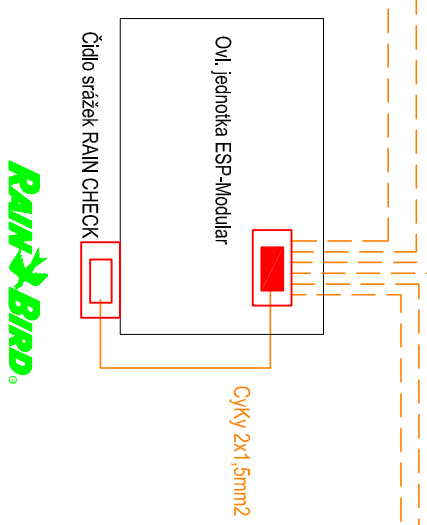 Čidlo srážek RAIN CHECK
Ovl. jednotka ESP-Modular
CyKy 2x1,5mm2
RAIN BIRD®